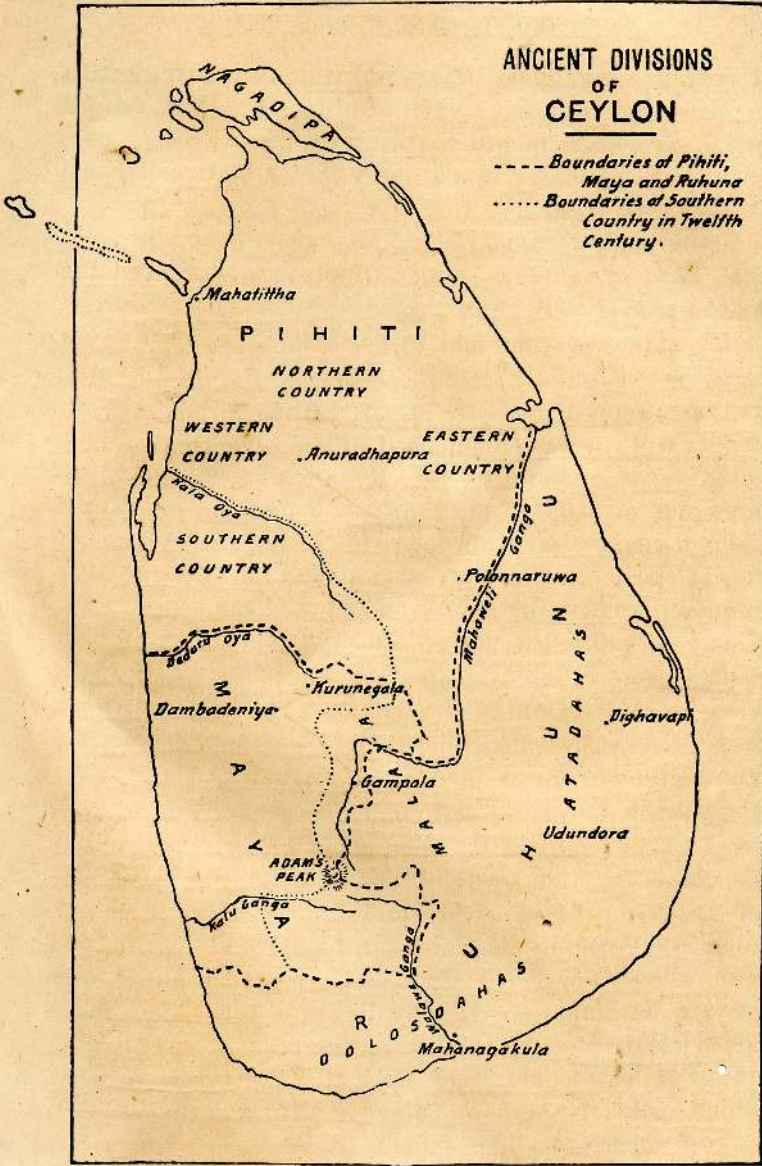 ANCIENT DIVISIONS
OF
CEYLON
Boundaries of Pihiti,
Maya and Ruhuna
Boundaries of Southern
Country in Twelfth
Century.
NAGADIPA
Mahatittha
PIHITI
NORTHERN
COUNTRY
WESTERN
COUNTRY
Anuradhapura
EASTERN
COUNTRY
Kala Oya
SOUTHERN
COUNTRY
Polonnaruwa
Mahaweli Ganga
Deduru Oya
Kurunegala
Dambadeniya
Dighavapi
MAYA
MALAYA
Gampola
RUHUNA
ATADAHAS
Udundora
ADAM'S
PEAK
Kalu Ganga
Walawe Ganga
DOLOSDAHAS
Mahanagakula